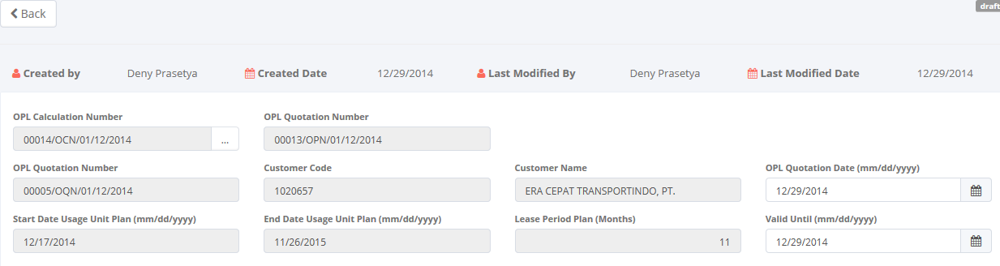 Back
draft
Created by Deny Prasetya Created Date 12/29/2014 Last Modified By Deny Prasetya Last Modified Date 12/29/2014
OPL Calculation Number OPL Quotation Number
00014/OCN/01/12/2014 ... 00013/OPN/01/12/2014
OPL Quotation Number Customer Code Customer Name OPL Quotation Date (mm/dd/yyyy)
00005/OQN/01/12/2014 1020657 ERA CEPAT TRANSPORTINDO, PT. 12/29/2014
Start Date Usage Unit Plan (mm/dd/yyyy) End Date Usage Unit Plan (mm/dd/yyyy) Lease Period Plan (Months) Valid Until (mm/dd/yyyy)
12/17/2014 11/26/2015 11 12/29/2014